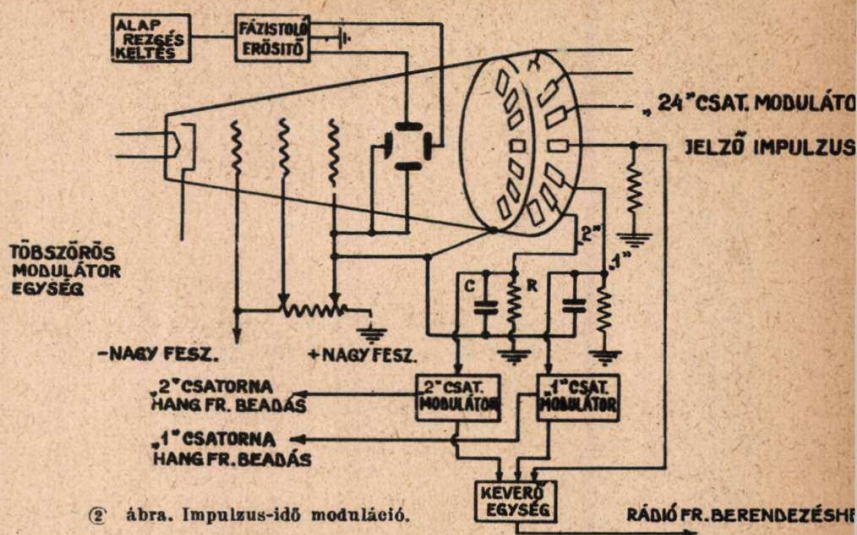 ALAP
REZGÉS
KELTÉS
FÁZISTOLÓ
ERŐSITŐ
„24” CSAT. MODULÁTO
JELZŐ IMPULZUS
TÖBSZÖRÖS
MODULÁTOR
EGYSÉG
„2”
„1”
C
R
-NAGY FESZ.
+NAGY FESZ.
„2” CSATORNA
HANG FR. BEADÁS
„2” CSAT.
MODULÁTOR
„1” CSAT.
MODULÁTOR
„1” CSATORNA
HANG FR. BEADÁS
KEVERŐ
EGYSÉG
② ábra. Impulzus-idő moduláció.
RÁDIÓ FR. BERENDEZÉSHE